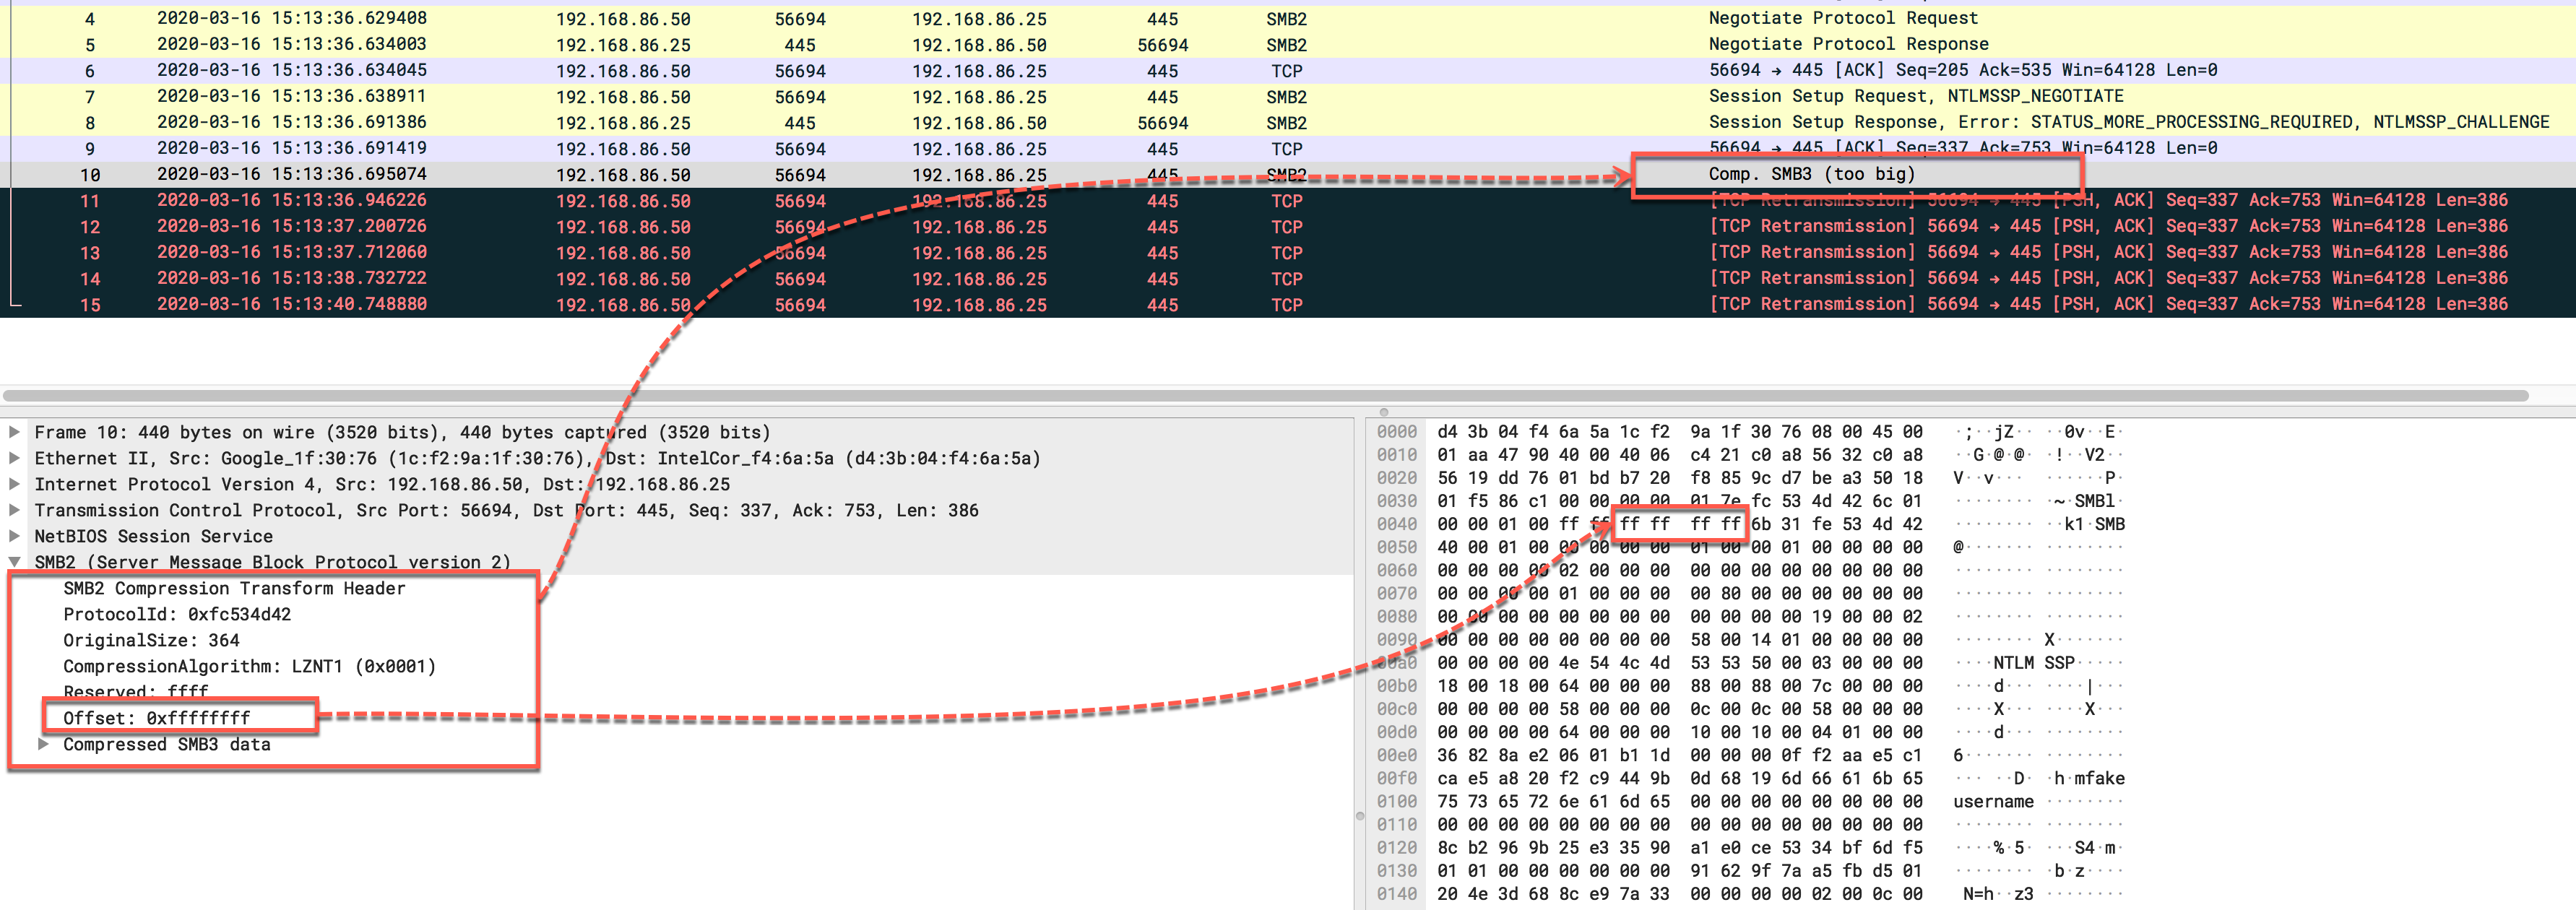 4 2020-03-16 15:13:36.629408 192.168.86.50 56694 192.168.86.25 445 SMB2 Negotiate Protocol Request
5 2020-03-16 15:13:36.634003 192.168.86.25 445 192.168.86.50 56694 SMB2 Negotiate Protocol Response
6 2020-03-16 15:13:36.634045 192.168.86.50 56694 192.168.86.25 445 TCP 56694 → 445 [ACK] Seq=205 Ack=535 Win=64128 Len=0
7 2020-03-16 15:13:36.638911 192.168.86.50 56694 192.168.86.25 445 SMB2 Session Setup Request, NTLMSSP_NEGOTIATE
8 2020-03-16 15:13:36.691386 192.168.86.25 445 192.168.86.50 56694 SMB2 Session Setup Response, Error: STATUS_MORE_PROCESSING_REQUIRED, NTLMSSP_CHALLENGE
9 2020-03-16 15:13:36.691419 192.168.86.50 56694 192.168.86.25 445 TCP 56694 → 445 [ACK] Seq=337 Ack=753 Win=64128 Len=0
10 2020-03-16 15:13:36.695074 192.168.86.50 56694 192.168.86.25 445 SMB2 Comp. SMB3 (too big)
11 2020-03-16 15:13:36.946226 192.168.86.50 56694 192.168.86.25 445 TCP [TCP Retransmission] 56694 → 445 [PSH, ACK] Seq=337 Ack=753 Win=64128 Len=386
12 2020-03-16 15:13:37.200726 192.168.86.50 56694 192.168.86.25 445 TCP [TCP Retransmission] 56694 → 445 [PSH, ACK] Seq=337 Ack=753 Win=64128 Len=386
13 2020-03-16 15:13:37.712060 192.168.86.50 56694 192.168.86.25 445 TCP [TCP Retransmission] 56694 → 445 [PSH, ACK] Seq=337 Ack=753 Win=64128 Len=386
14 2020-03-16 15:13:38.732722 192.168.86.50 56694 192.168.86.25 445 TCP [TCP Retransmission] 56694 → 445 [PSH, ACK] Seq=337 Ack=753 Win=64128 Len=386
15 2020-03-16 15:13:40.748880 192.168.86.50 56694 192.168.86.25 445 TCP [TCP Retransmission] 56694 → 445 [PSH, ACK] Seq=337 Ack=753 Win=64128 Len=386
Frame 10: 440 bytes on wire (3520 bits), 440 bytes captured (3520 bits)
Ethernet II, Src: Google_1f:30:76 (1c:f2:9a:1f:30:76), Dst: IntelCor_f4:6a:5a (d4:3b:04:f4:6a:5a)
Internet Protocol Version 4, Src: 192.168.86.50, Dst: 192.168.86.25
Transmission Control Protocol, Src Port: 56694, Dst Port: 445, Seq: 337, Ack: 753, Len: 386
NetBIOS Session Service
SMB2 (Server Message Block Protocol version 2)
SMB2 Compression Transform Header
ProtocolId: 0xfc534d42
OriginalSize: 364
CompressionAlgorithm: LZNT1 (0x0001)
Reserved: ffff
Offset: 0xffffffff
Compressed SMB3 data
0000 d4 3b 04 f4 6a 5a 1c f2 9a 1f 30 76 08 00 45 00 ·;··jZ·· ··0v··E·
0010 01 aa 47 90 40 00 40 06 c4 21 c0 a8 56 32 c0 a8 ··G·@·@· ·!··V2··
0020 56 19 dd 76 01 bd b7 20 f8 85 9c d7 be a3 50 18 V··v··· ······P·
0030 01 f5 86 c1 00 00 00 00 01 7e fc 53 4d 42 6c 01 ········ ·~·SMBl·
0040 00 00 01 00 ff ff ff ff ff ff 6b 31 fe 53 4d 42 ········ ··k1·SMB
0050 40 00 01 00 00 00 00 00 01 00 00 01 00 00 00 00 @······· ········
0060 00 00 00 00 02 00 00 00 00 00 00 00 00 00 00 00 ········ ········
0070 00 00 00 00 01 00 00 00 00 80 00 00 00 00 00 00 ········ ········
0080 00 00 00 00 00 00 00 00 00 00 00 00 19 00 00 02 ········ ········
0090 00 00 00 00 00 00 00 00 58 00 14 01 00 00 00 00 ········ X·······
00a0 00 00 00 00 4e 54 4c 4d 53 53 50 00 03 00 00 00 ····NTLM SSP·····
00b0 18 00 18 00 64 00 00 00 88 00 88 00 7c 00 00 00 ····d··· ····|···
00c0 00 00 00 00 58 00 00 00 0c 00 0c 00 58 00 00 00 ····X··· ····X···
00d0 00 00 00 00 64 00 00 00 10 00 10 00 04 01 00 00 ····d··· ········
00e0 36 82 8a e2 06 01 b1 1d 00 00 00 0f f2 aa e5 c1 6······· ········
00f0 ca e5 a8 20 f2 c9 44 9b 0d 68 19 6d 66 61 6b 65 ··· ··D· ·h·mfake
0100 75 73 65 72 6e 61 6d 65 00 00 00 00 00 00 00 00 username ········
0110 00 00 00 00 00 00 00 00 00 00 00 00 00 00 00 00 ········ ········
0120 8c b2 96 9b 25 e3 35 90 a1 e0 ce 53 34 bf 6d f5 ····%·5· ···S4·m·
0130 01 01 00 00 00 00 00 00 91 62 9f 7a a5 fb d5 01 ········ ·b·z····
0140 20 4e 3d 68 8c e9 7a 33 00 00 00 00 02 00 0c 00 N=h··z3 ········